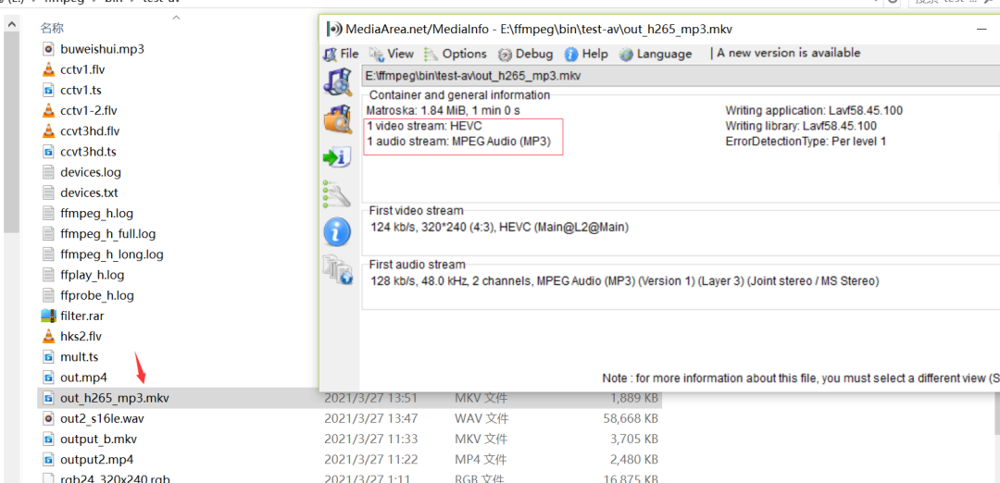 ffmpeg
bin
test-av
名称
buweishui.mp3
cctv1.flv
cctv1.ts
cctv1-2.flv
ccvt3hd.flv
ccvt3hd.ts
devices.log
devices.txt
ffmpeg_h.log
ffmpeg_h_full.log
ffmpeg_h_long.log
ffplay_h.log
ffprobe_h.log
filter.rar
hks2.flv
mult.ts
out.mp4
out_h265_mp3.mkv 2021/3/27 13:51 MKV 文件 1,889 KB
out2_s16le.wav 2021/3/27 13:47 WAV 文件 58,668 KB
output_b.mkv 2021/3/27 11:33 MKV 文件 3,705 KB
output2.mp4 2021/3/27 11:22 MP4 文件 2,480 KB
rgb24_320x240.rgb 2021/3/27 1:11 RGB 文件 16,875 KB
MediaArea.net/MediaInfo - E:\ffmpeg\bin\test-av\out_h265_mp3.mkv
File View Options Debug Help Language | A new version is available
E:\ffmpeg\bin\test-av\out_h265_mp3.mkv
Container and general information
Matroska: 1.84 MiB, 1 min 0 s
1 video stream: HEVC
1 audio stream: MPEG Audio (MP3)
Writing application: Lavf58.45.100
Writing library: Lavf58.45.100
ErrorDetectionType: Per level 1
First video stream
124 kb/s, 320*240 (4:3), HEVC (Main@L2@Main)
First audio stream
128 kb/s, 48.0 kHz, 2 channels, MPEG Audio (MP3) (Version 1) (Layer 3) (Joint stereo / MS Stereo)
Note : for more information about this file, you must select a different view (S